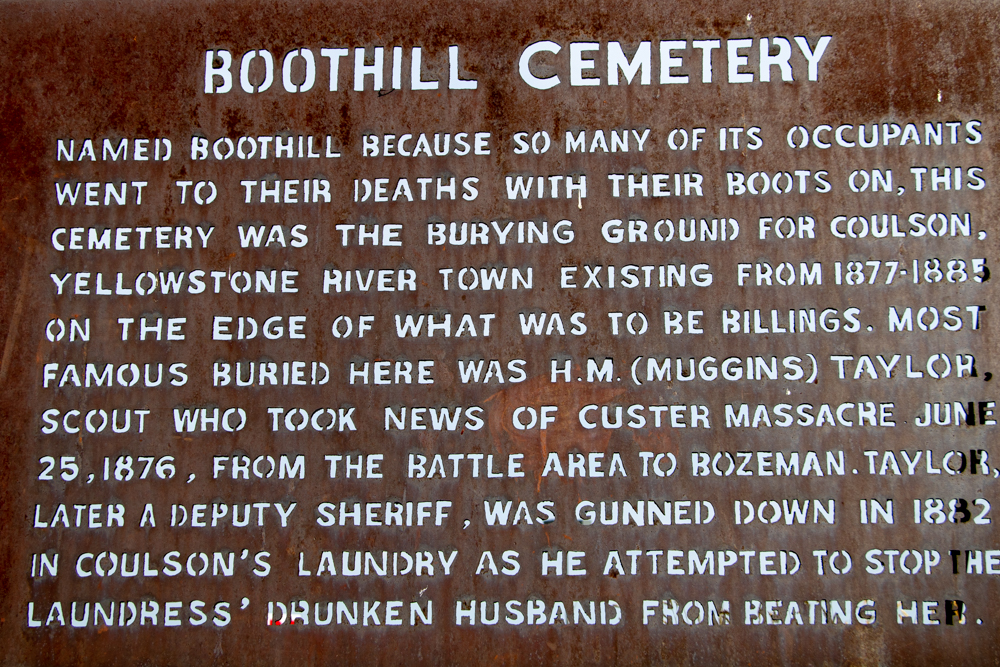 BOOTHILL CEMETERY
NAMED BOOTHILL BECAUSE SO MANY OF ITS OCCUPANTS
WENT TO THEIR DEATHS WITH THEIR BOOTS ON, THIS
CEMETERY WAS THE BURYING GROUND FOR COULSON,
YELLOWSTONE RIVER TOWN EXISTING FROM 1877-1885
ON THE EDGE OF WHAT WAS TO BE BILLINGS. MOST
FAMOUS BURIED HERE WAS H.M. (MUGGINS) TAYLOR,
SCOUT WHO TOOK NEWS OF CUSTER MASSACRE JUNE
25, 1876, FROM THE BATTLE AREA TO BOZEMAN. TAYLOR,
LATER A DEPUTY SHERIFF, WAS GUNNED DOWN IN 1882
IN COULSON'S LAUNDRY AS HE ATTEMPTED TO STOP THE
LAUNDRESS' DRUNKEN HUSBAND FROM BEATING HER.